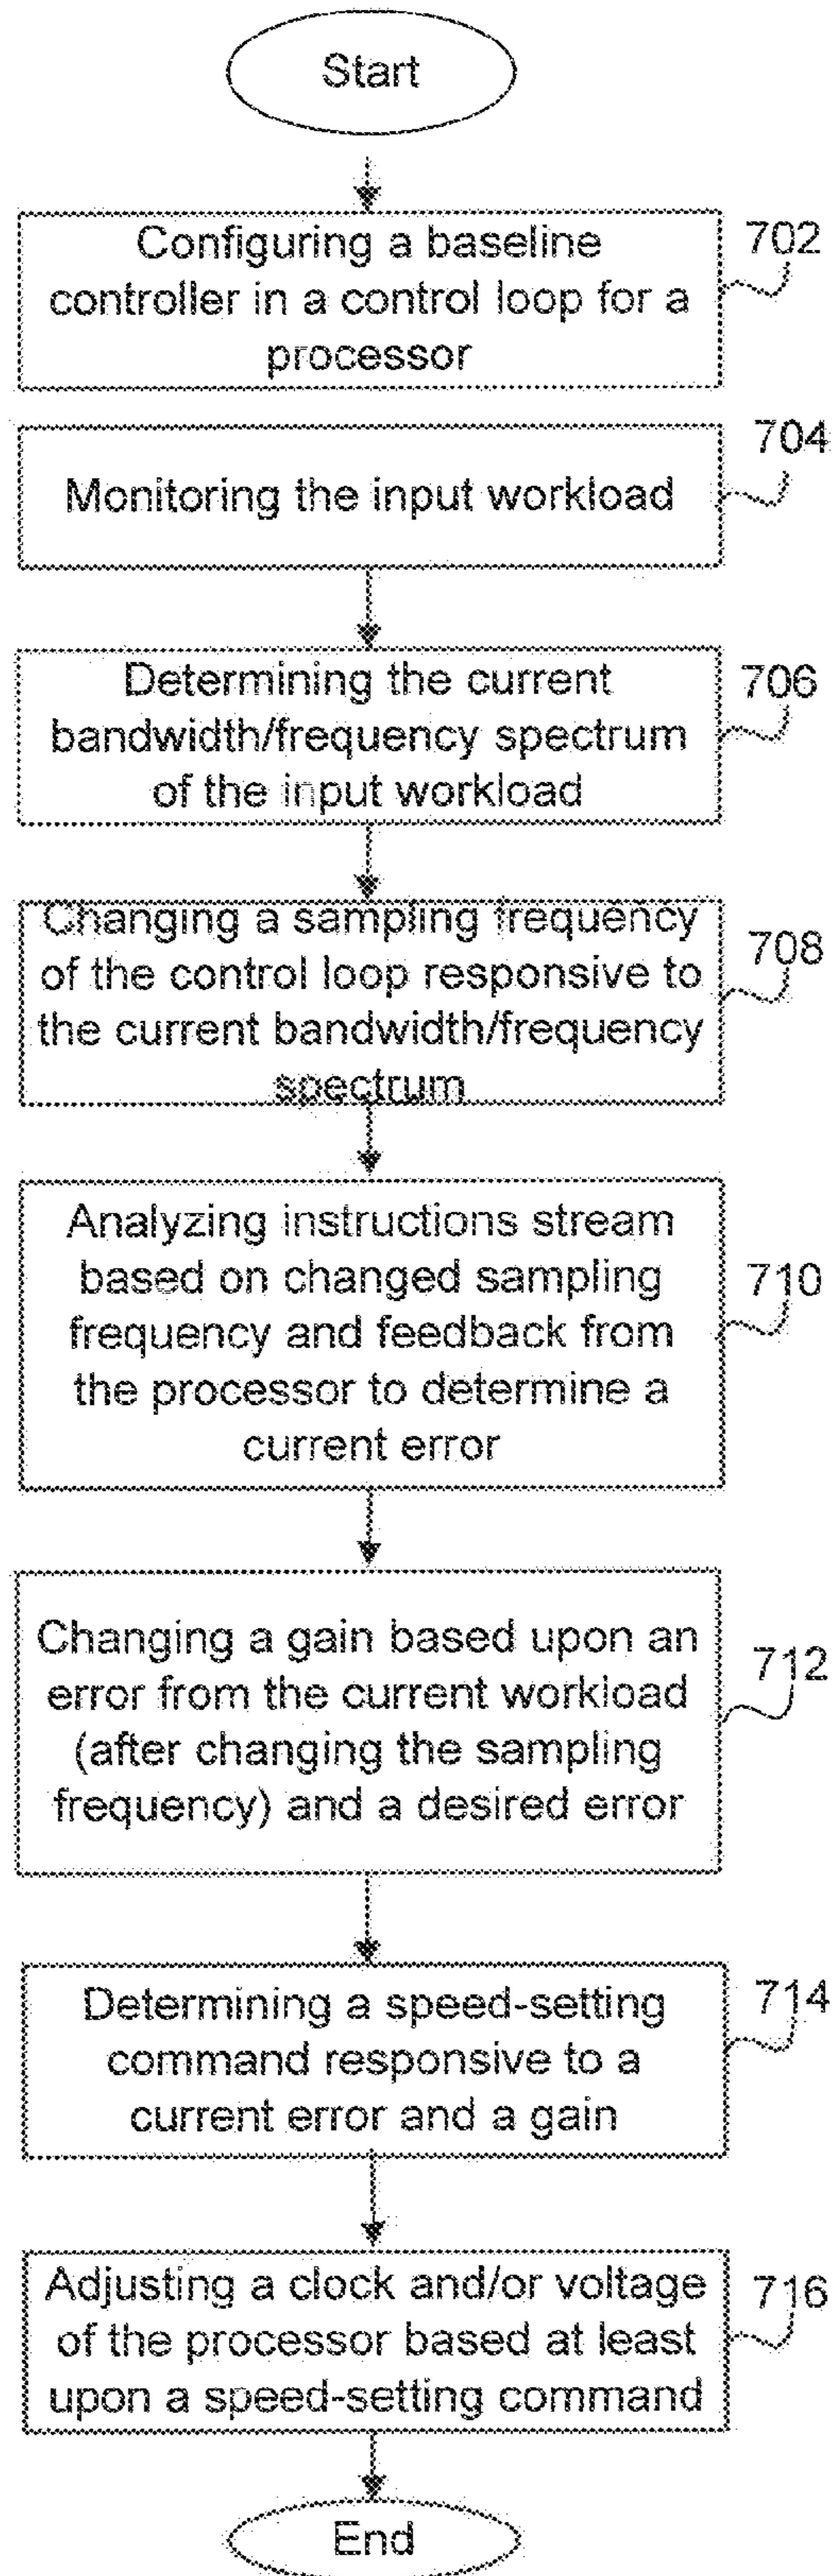 Start
Configuring a baseline
controller in a control loop for a
processor
702
Monitoring the input workload
704
Determining the current
bandwidth/frequency spectrum
of the input workload
706
Changing a sampling frequency
of the control loop responsive to
the current bandwidth/frequency
spectrum
708
Analyzing instructions stream
based on changed sampling
frequency and feedback from
the processor to determine a
current error
710
Changing a gain based upon an
error from the current workload
(after changing the sampling
frequency) and a desired error
712
Determining a speed-setting
command responsive to a
current error and a gain
714
Adjusting a clock and/or voltage
of the processor based at least
upon a speed-setting command
716
End